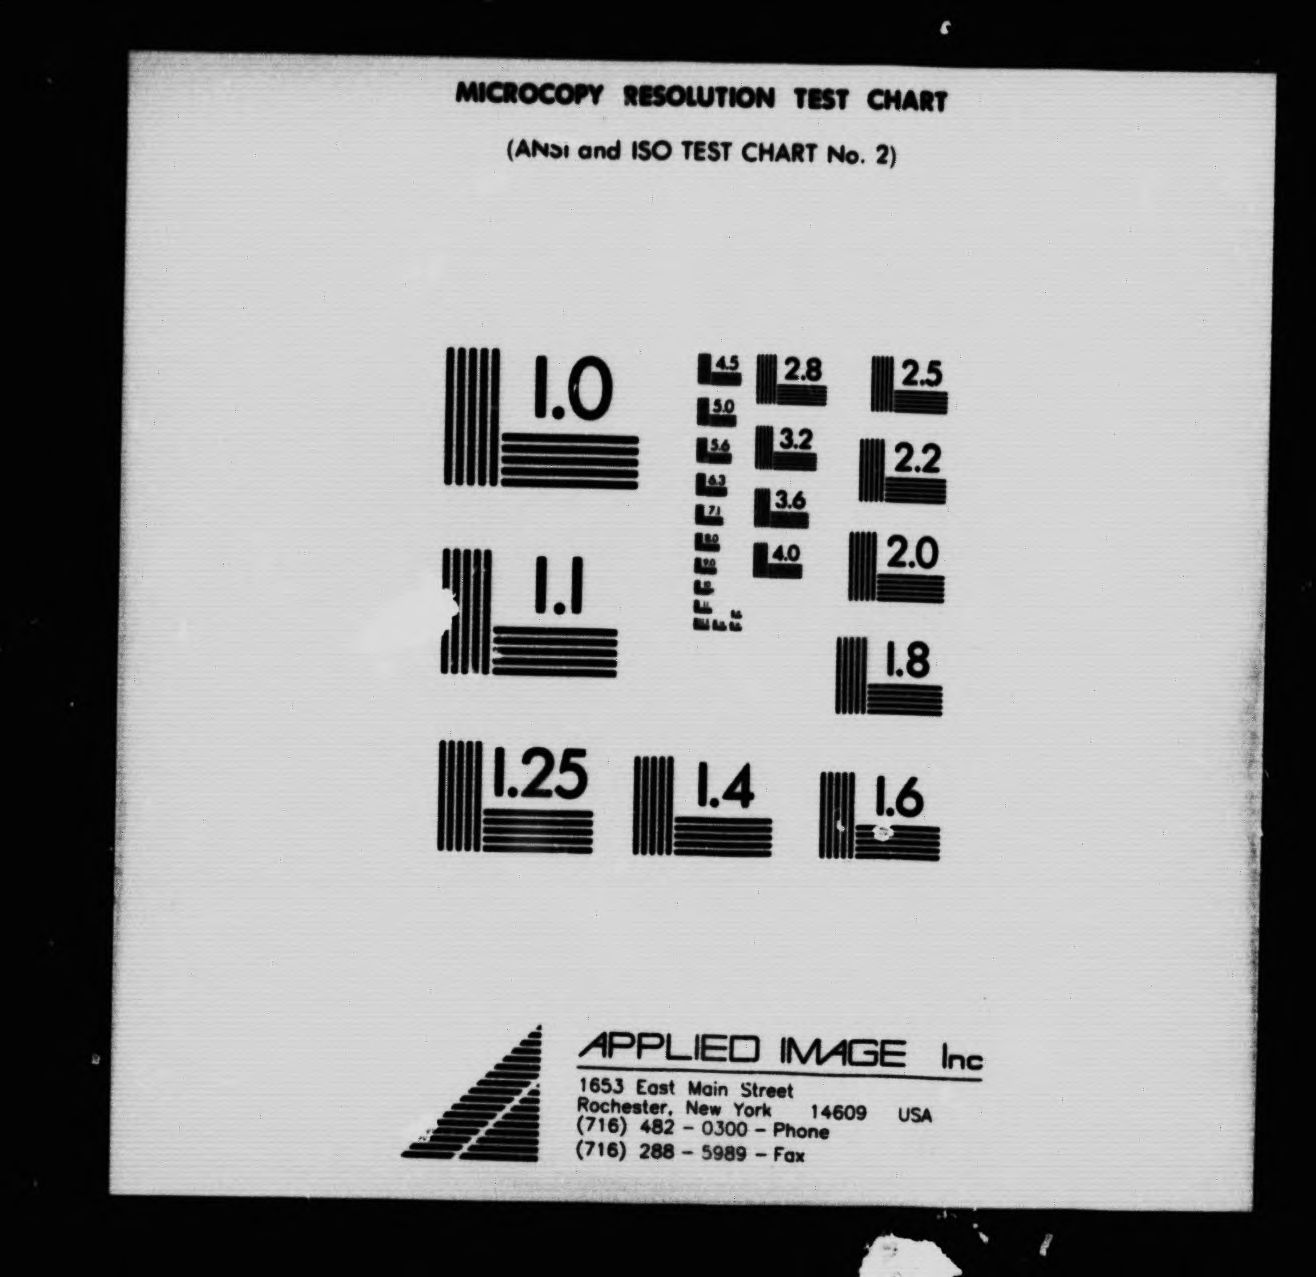 MICROCOPY RESOLUTION TEST CHART
(ANSI and ISO TEST CHART No. 2)
1.0
1.1
1.25
1.4
1.6
1.8
2.0
2.2
2.5
2.8
3.2
3.6
4.0
4.5
5.0
5.6
6.3
7.1
8.0
9.0
APPLIED IMAGE Inc
1653 East Main Street
Rochester, New York 14609 USA
(716) 482 - 0300 - Phone
(716) 288 - 5989 - Fax